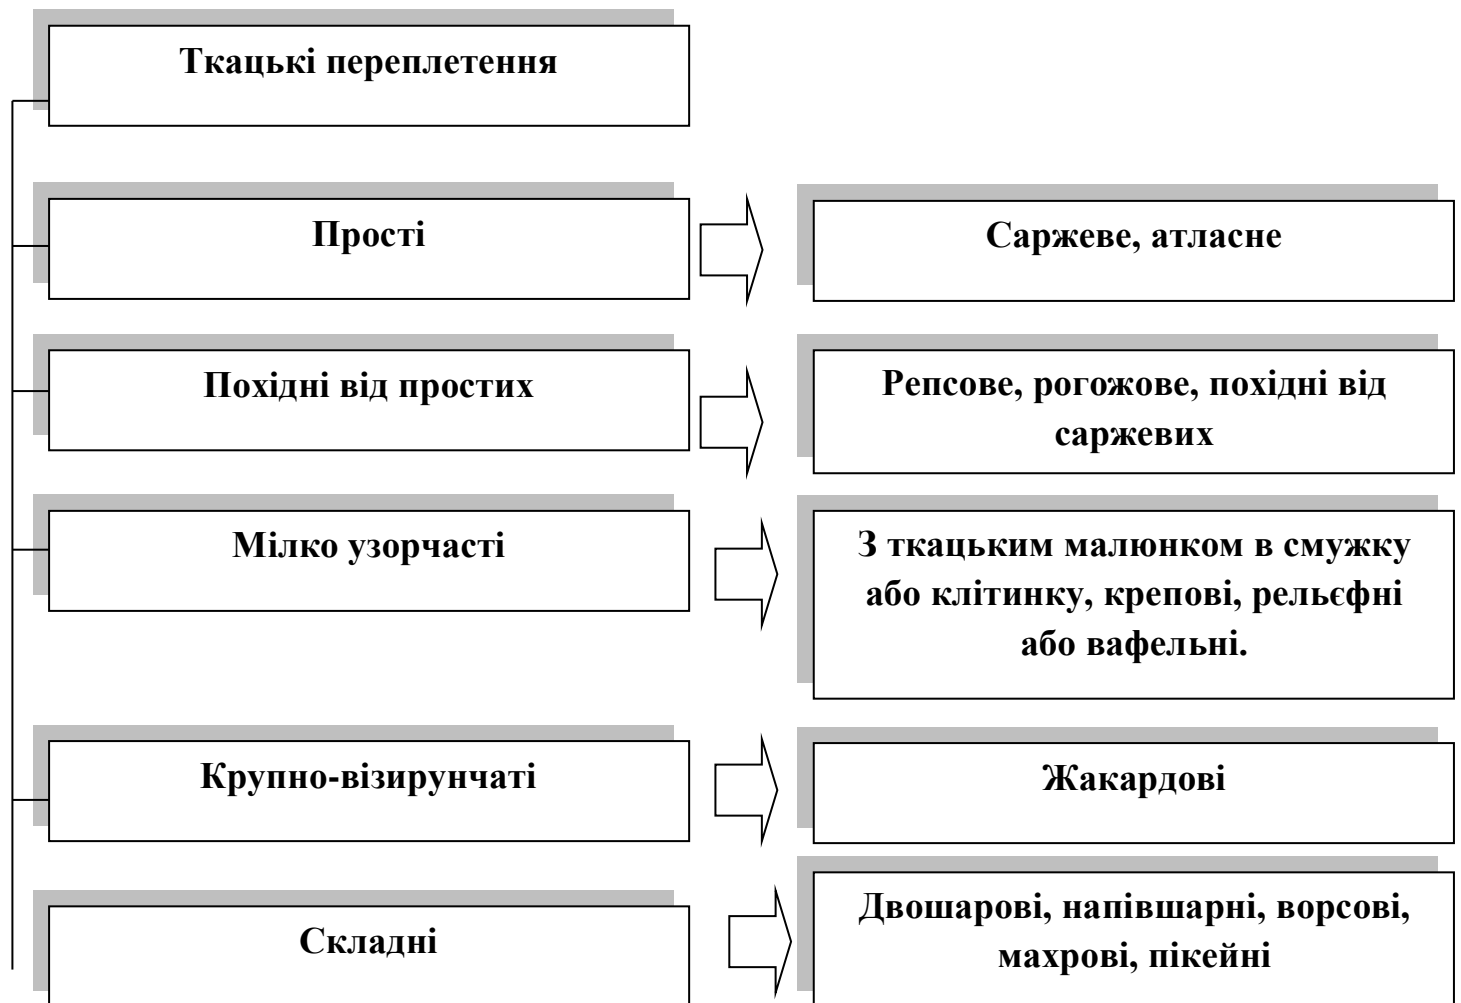 Ткацькі переплетення
Прості
Саржеве, атласне
Похідні від простих
Репсове, рогожове, похідні від
саржевих
Мілко узорчасті
З ткацьким малюнком в смужку
або клітинку, крепові, рельєфні
або вафельні.
Крупно-візирунчаті
Жакардові
Складні
Двошарові, напівшарні, ворсові,
махрові, пікейні